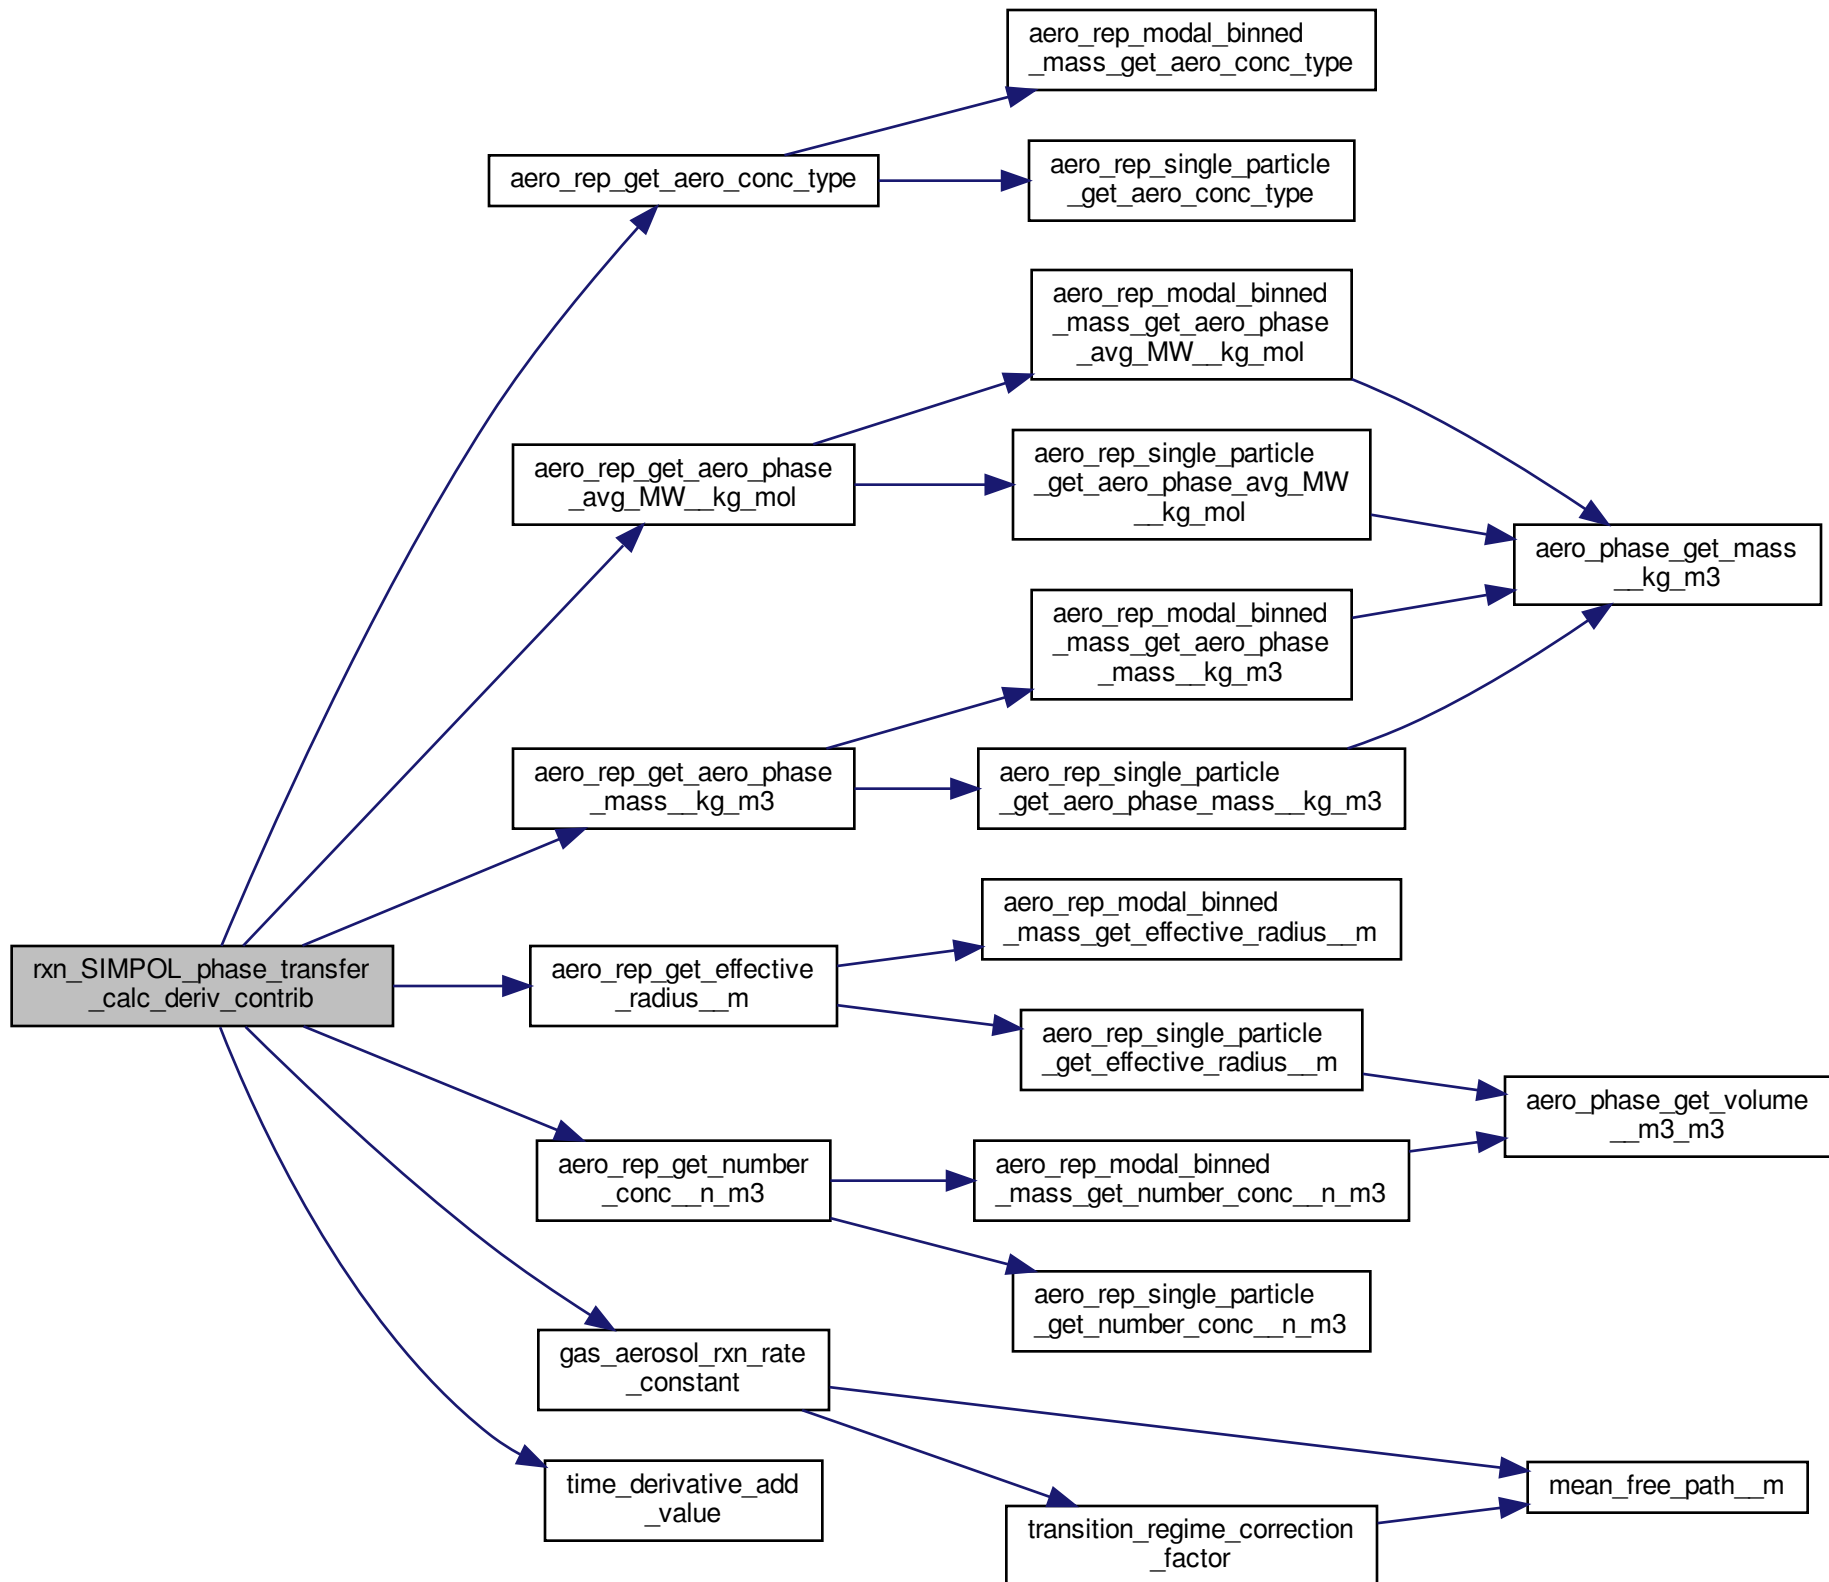 aero_rep_modal_binned
_mass_get_aero_conc_type
aero_rep_get_aero_conc_type
aero_rep_single_particle
_get_aero_conc_type
aero_rep_modal_binned
_mass_get_aero_phase
_avg_MW__kg_mol
aero_rep_get_aero_phase
_avg_MW__kg_mol
aero_rep_single_particle
_get_aero_phase_avg_MW
__kg_mol
aero_phase_get_mass
__kg_m3
aero_rep_modal_binned
_mass_get_aero_phase
_mass__kg_m3
aero_rep_get_aero_phase
_mass__kg_m3
aero_rep_single_particle
_get_aero_phase_mass__kg_m3
aero_rep_modal_binned
_mass_get_effective_radius__m
rxn_SIMPOL_phase_transfer
_calc_deriv_contrib
aero_rep_get_effective
_radius__m
aero_rep_single_particle
_get_effective_radius__m
aero_phase_get_volume
__m3_m3
aero_rep_get_number
_conc__n_m3
aero_rep_modal_binned
_mass_get_number_conc__n_m3
aero_rep_single_particle
_get_number_conc__n_m3
gas_aerosol_rxn_rate
_constant
time_derivative_add
_value
mean_free_path__m
transition_regime_correction
_factor